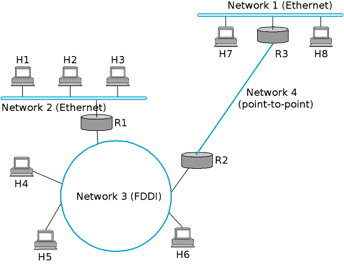 Network 1 (Ethernet)
H7
R3
H8
H1
H2
H3
Network 2 (Ethernet)
R1
Network 4
(point-to-point)
R2
H4
Network 3 (FDDI)
H5
H6